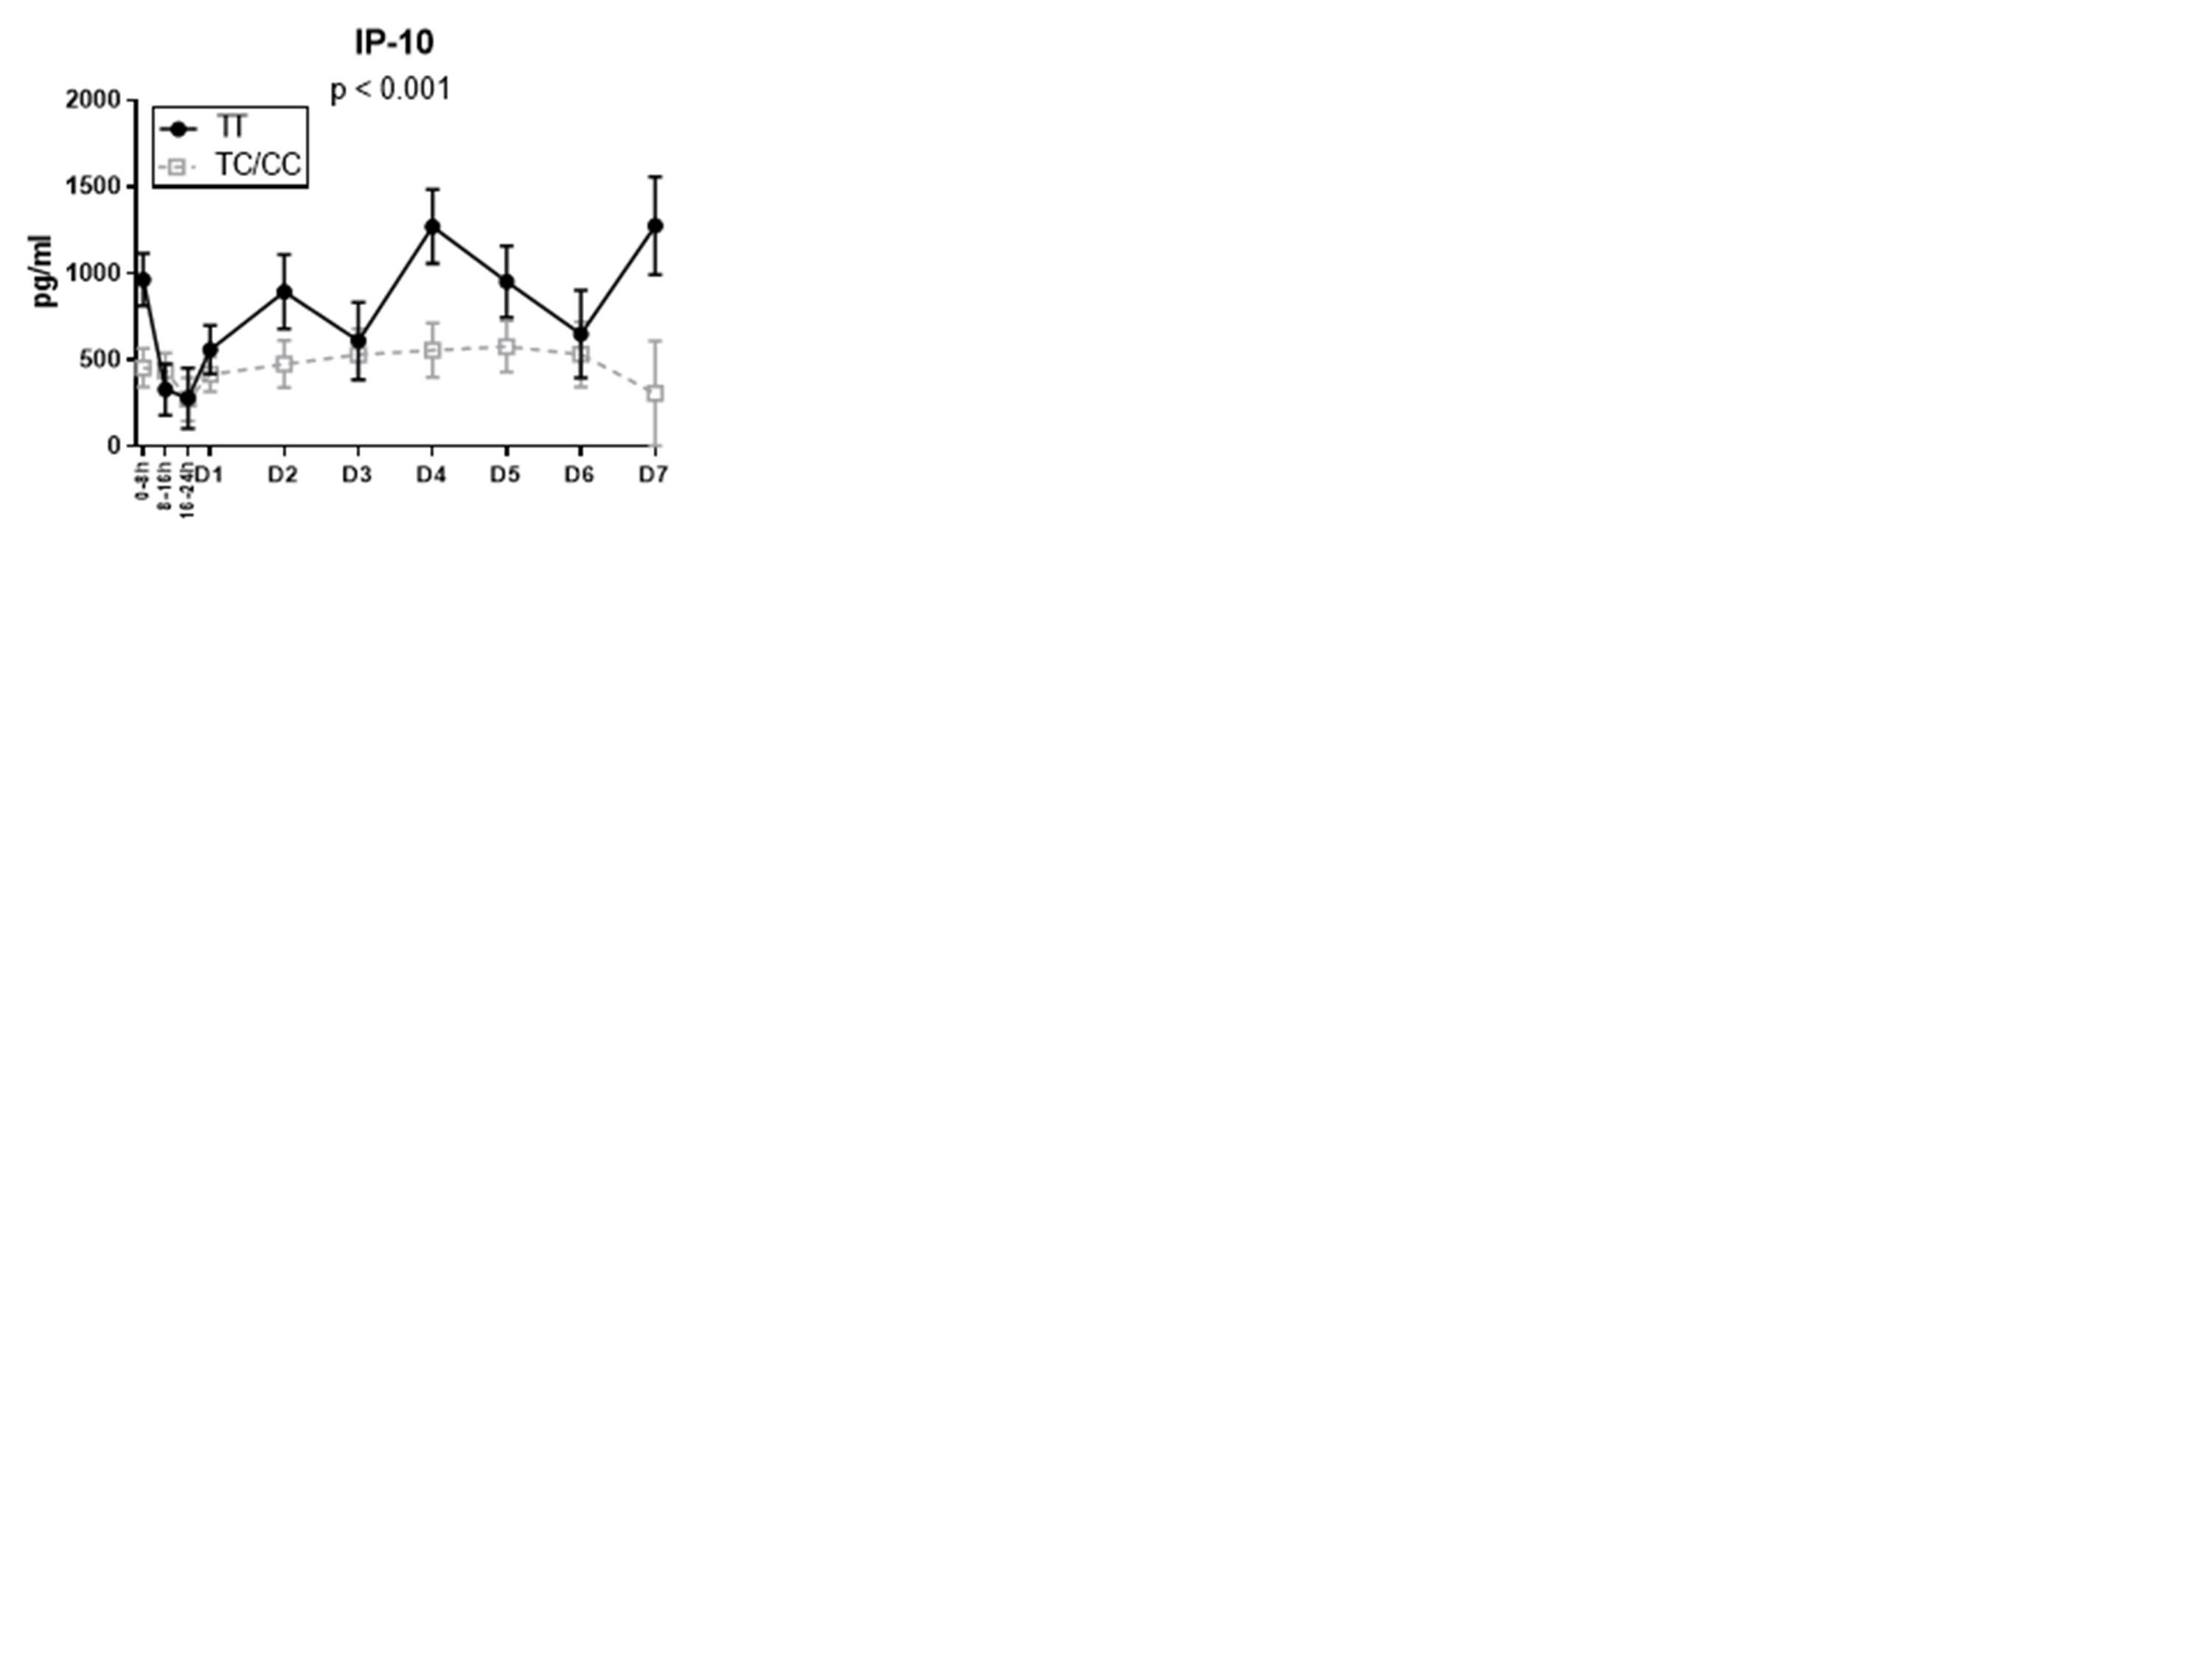 IP-10
p < 0.001
2000
1500
1000
500
0
pg/ml
TT
TC/CC
0-8h
8-16h
16-24h
D1
D2
D3
D4
D5
D6
D7